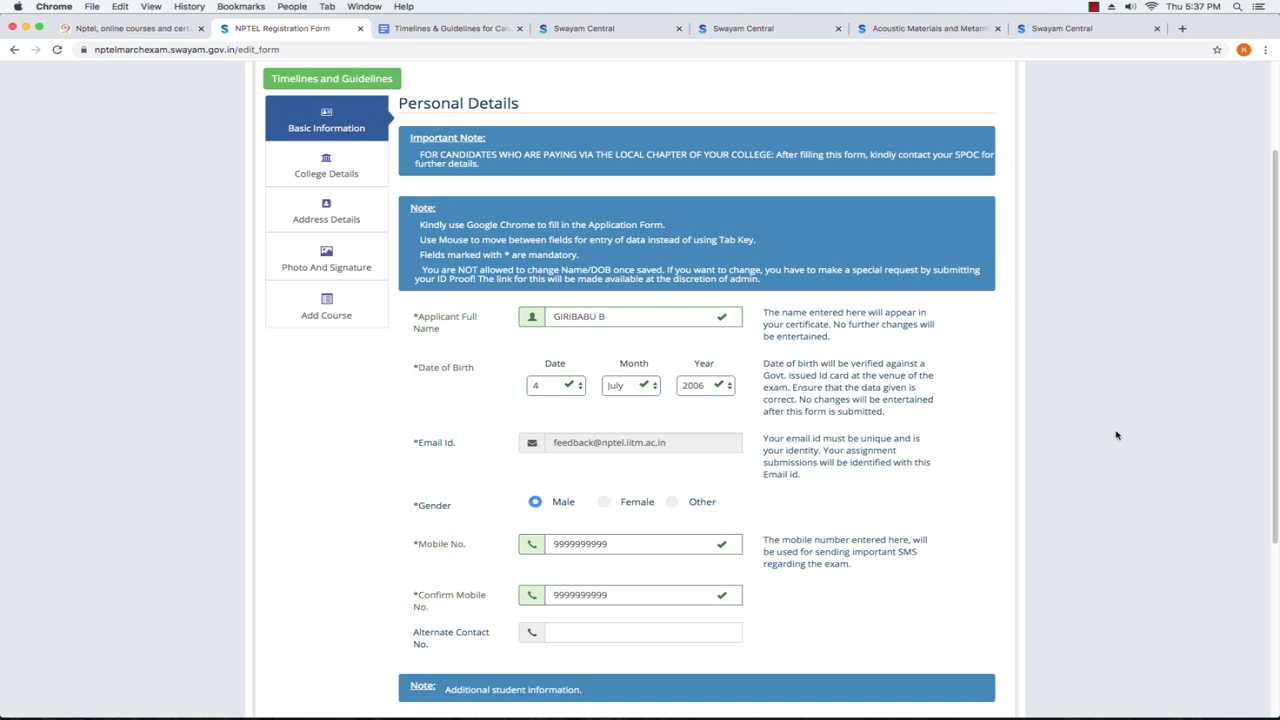 Chrome File Edit View History Bookmarks People Tab Window Help Thu 5:37 PM
Nptel, online courses and cert NPTEL Registration Form Timelines & Guidelines for Can Swayam Central Swayam Central Acoustic Materials and Metam Swayam Central
nptelmarchexam.swayam.gov.in/edit_form N
Timelines and Guidelines
Basic Information
College Details
Address Details
Photo And Signature
Add Course
Personal Details
Important Note:
FOR CANDIDATES WHO ARE PAYING VIA THE LOCAL CHAPTER OF YOUR COLLEGE: After filling this form, kindly contact your SPOC for
further details.
Note:
Kindly use Google Chrome to fill in the Application Form.
Use Mouse to move between fields for entry of data instead of using Tab Key.
Fields marked with * are mandatory.
You are NOT allowed to change Name/DOB once saved. If you want to change, you have to make a special request by submitting
your ID Proof! The link for this will be made available at the discretion of admin.
*Applicant Full
Name
GIRIBABU B
The name entered here will appear in
your certificate. No further changes will
be entertained.
*Date of Birth
Date Month Year
4 July 2006
Date of birth will be verified against a
Govt. issued Id card at the venue of the
exam. Ensure that the data given is
correct. No changes will be entertained
after this form is submitted.
*Email Id.
feedback@nptel.iitm.ac.in
Your email id must be unique and is
your identity. Your assignment
submissions will be identified with this
Email id.
*Gender
Male Female Other
*Mobile No.
9999999999
The mobile number entered here, will
be used for sending important SMS
regarding the exam.
*Confirm Mobile
No.
9999999999
Alternate Contact
No.
Note: Additional student information.